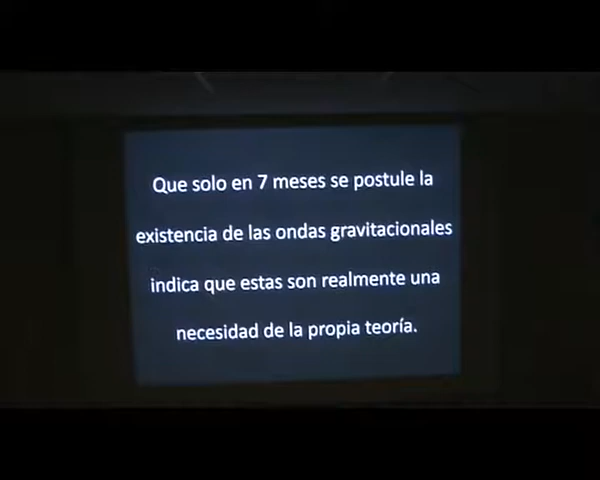 Que solo en 7 meses se postule la
existencia de las ondas gravitacionales
indica que estas son realmente una
necesidad de la propia teoría.